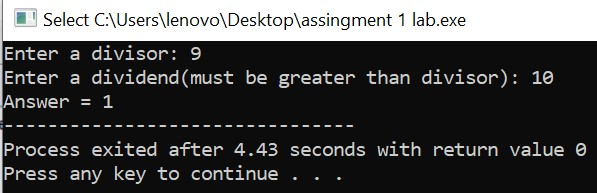 Select C:\Users\lenovo\Desktop\assingment 1 lab.exe
Enter a divisor: 9
Enter a dividend(must be greater than divisor): 10
Answer = 1
--------------------------------
Process exited after 4.43 seconds with return value 0
Press any key to continue . . .